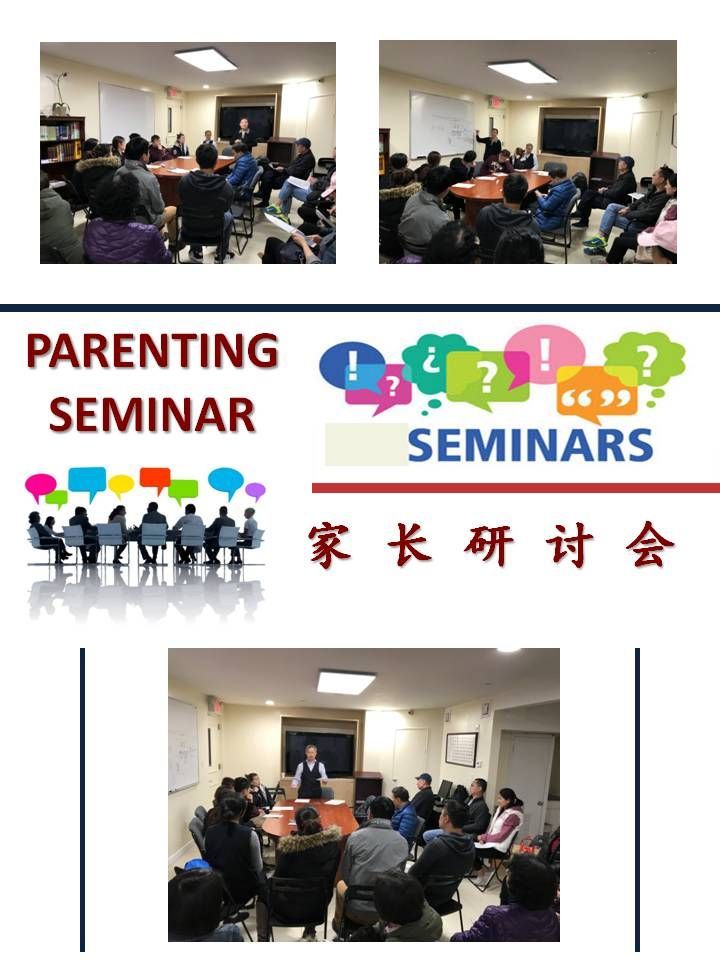 PARENTING
SEMINAR
SEMINARS
家长研讨会